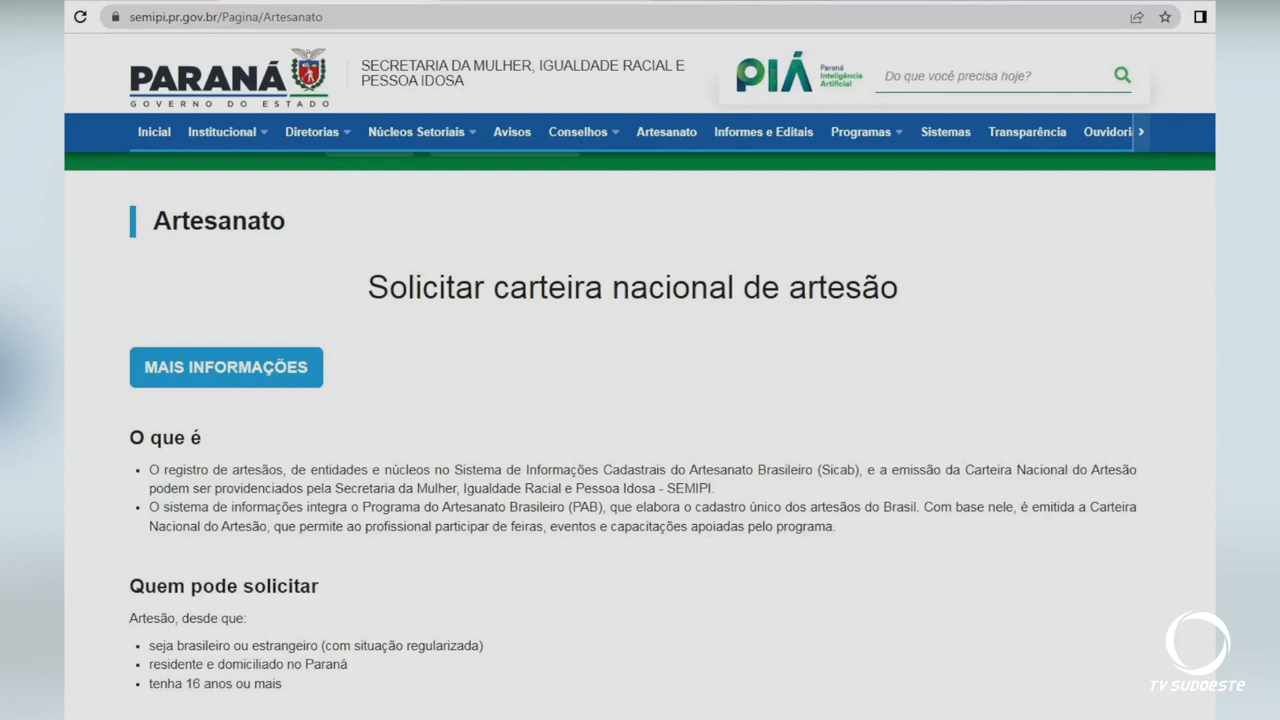 semipi.pr.gov.br/Pagina/Artesanato
PARANÁ
GOVERNO DO ESTADO
SECRETARIA DA MULHER, IGUALDADE RACIAL E
PESSOA IDOSA
PIÁ
Paraná
Inteligência
Artificial
Do que você precisa hoje?
Inicial Institucional Diretorias Núcleos Setoriais Avisos Conselhos Artesanato Informes e Editais Programas Sistemas Transparência Ouvidori
Artesanato
Solicitar carteira nacional de artesão
MAIS INFORMAÇÕES
O que é
• O registro de artesãos, de entidades e núcleos no Sistema de Informações Cadastrais do Artesanato Brasileiro (Sicab), e a emissão da Carteira Nacional do Artesão
podem ser providenciados pela Secretaria da Mulher, Igualdade Racial e Pessoa Idosa - SEMIPI.
• O sistema de informações integra o Programa do Artesanato Brasileiro (PAB), que elabora o cadastro único dos artesãos do Brasil. Com base nele, é emitida a Carteira
Nacional do Artesão, que permite ao profissional participar de feiras, eventos e capacitações apoiadas pelo programa.
Quem pode solicitar
Artesão, desde que:
• seja brasileiro ou estrangeiro (com situação regularizada)
• residente e domiciliado no Paraná
• tenha 16 anos ou mais
TV SUDOESTE